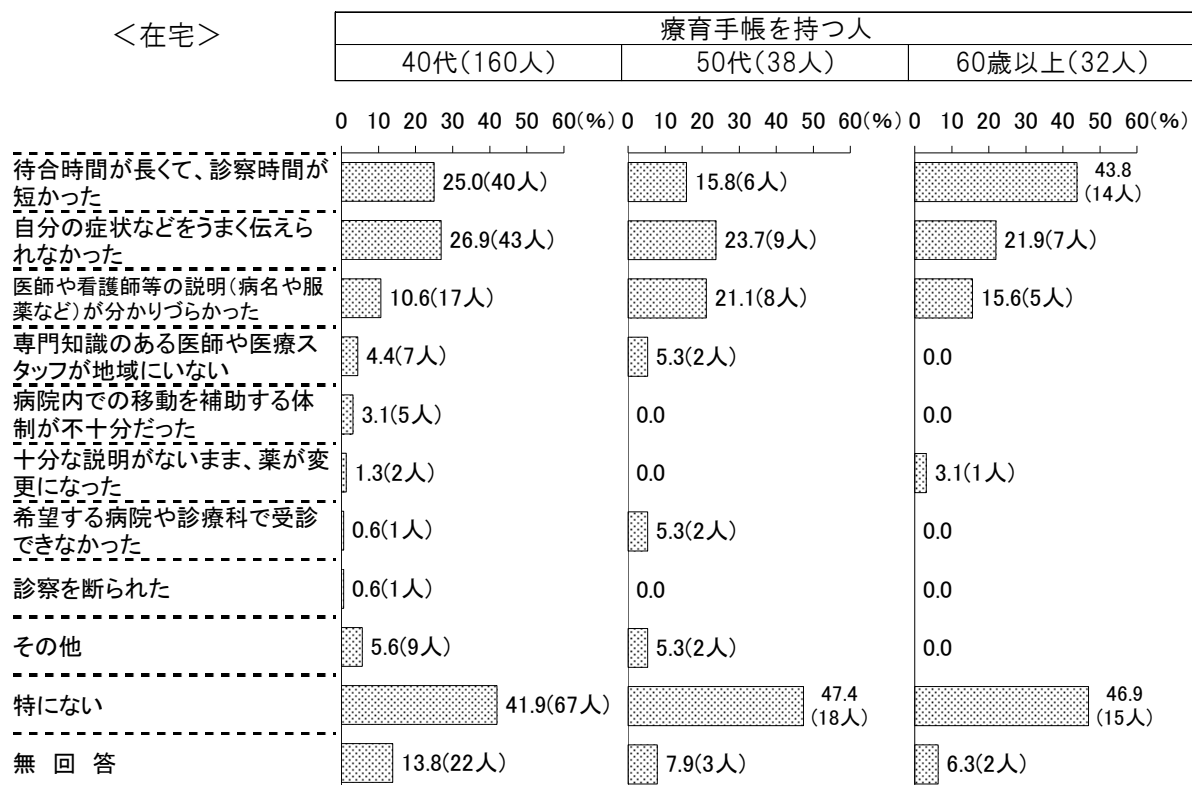 ＜在宅＞
療育手帳を持つ人
40代（160人） 50代（38人） 60歳以上（32人）
0 10 20 30 40 50 60(%) 0 10 20 30 40 50 60(%) 0 10 20 30 40 50 60(%)
待合時間が長くて、診察時間が
短かった
25.0(40人) 15.8(6人) 43.8
(14人)
自分の症状などをうまく伝えら
れなかった
26.9(43人) 23.7(9人) 21.9(7人)
医師や看護師等の説明（病名や服
薬など）が分かりづらかった
10.6(17人) 21.1(8人) 15.6(5人)
専門知識のある医師や医療ス
タッフが地域にいない
4.4(7人) 5.3(2人) 0.0
病院内での移動を補助する体
制が不十分だった
3.1(5人) 0.0 0.0
十分な説明がないまま、薬が変
更になった
1.3(2人) 0.0 3.1(1人)
希望する病院や診療科で受診
できなかった
0.6(1人) 5.3(2人) 0.0
診察を断られた
0.6(1人) 0.0 0.0
その他
5.6(9人) 5.3(2人) 0.0
特にない
41.9(67人) 47.4
(18人)
46.9
(15人)
無 回 答
13.8(22人) 7.9(3人) 6.3(2人)